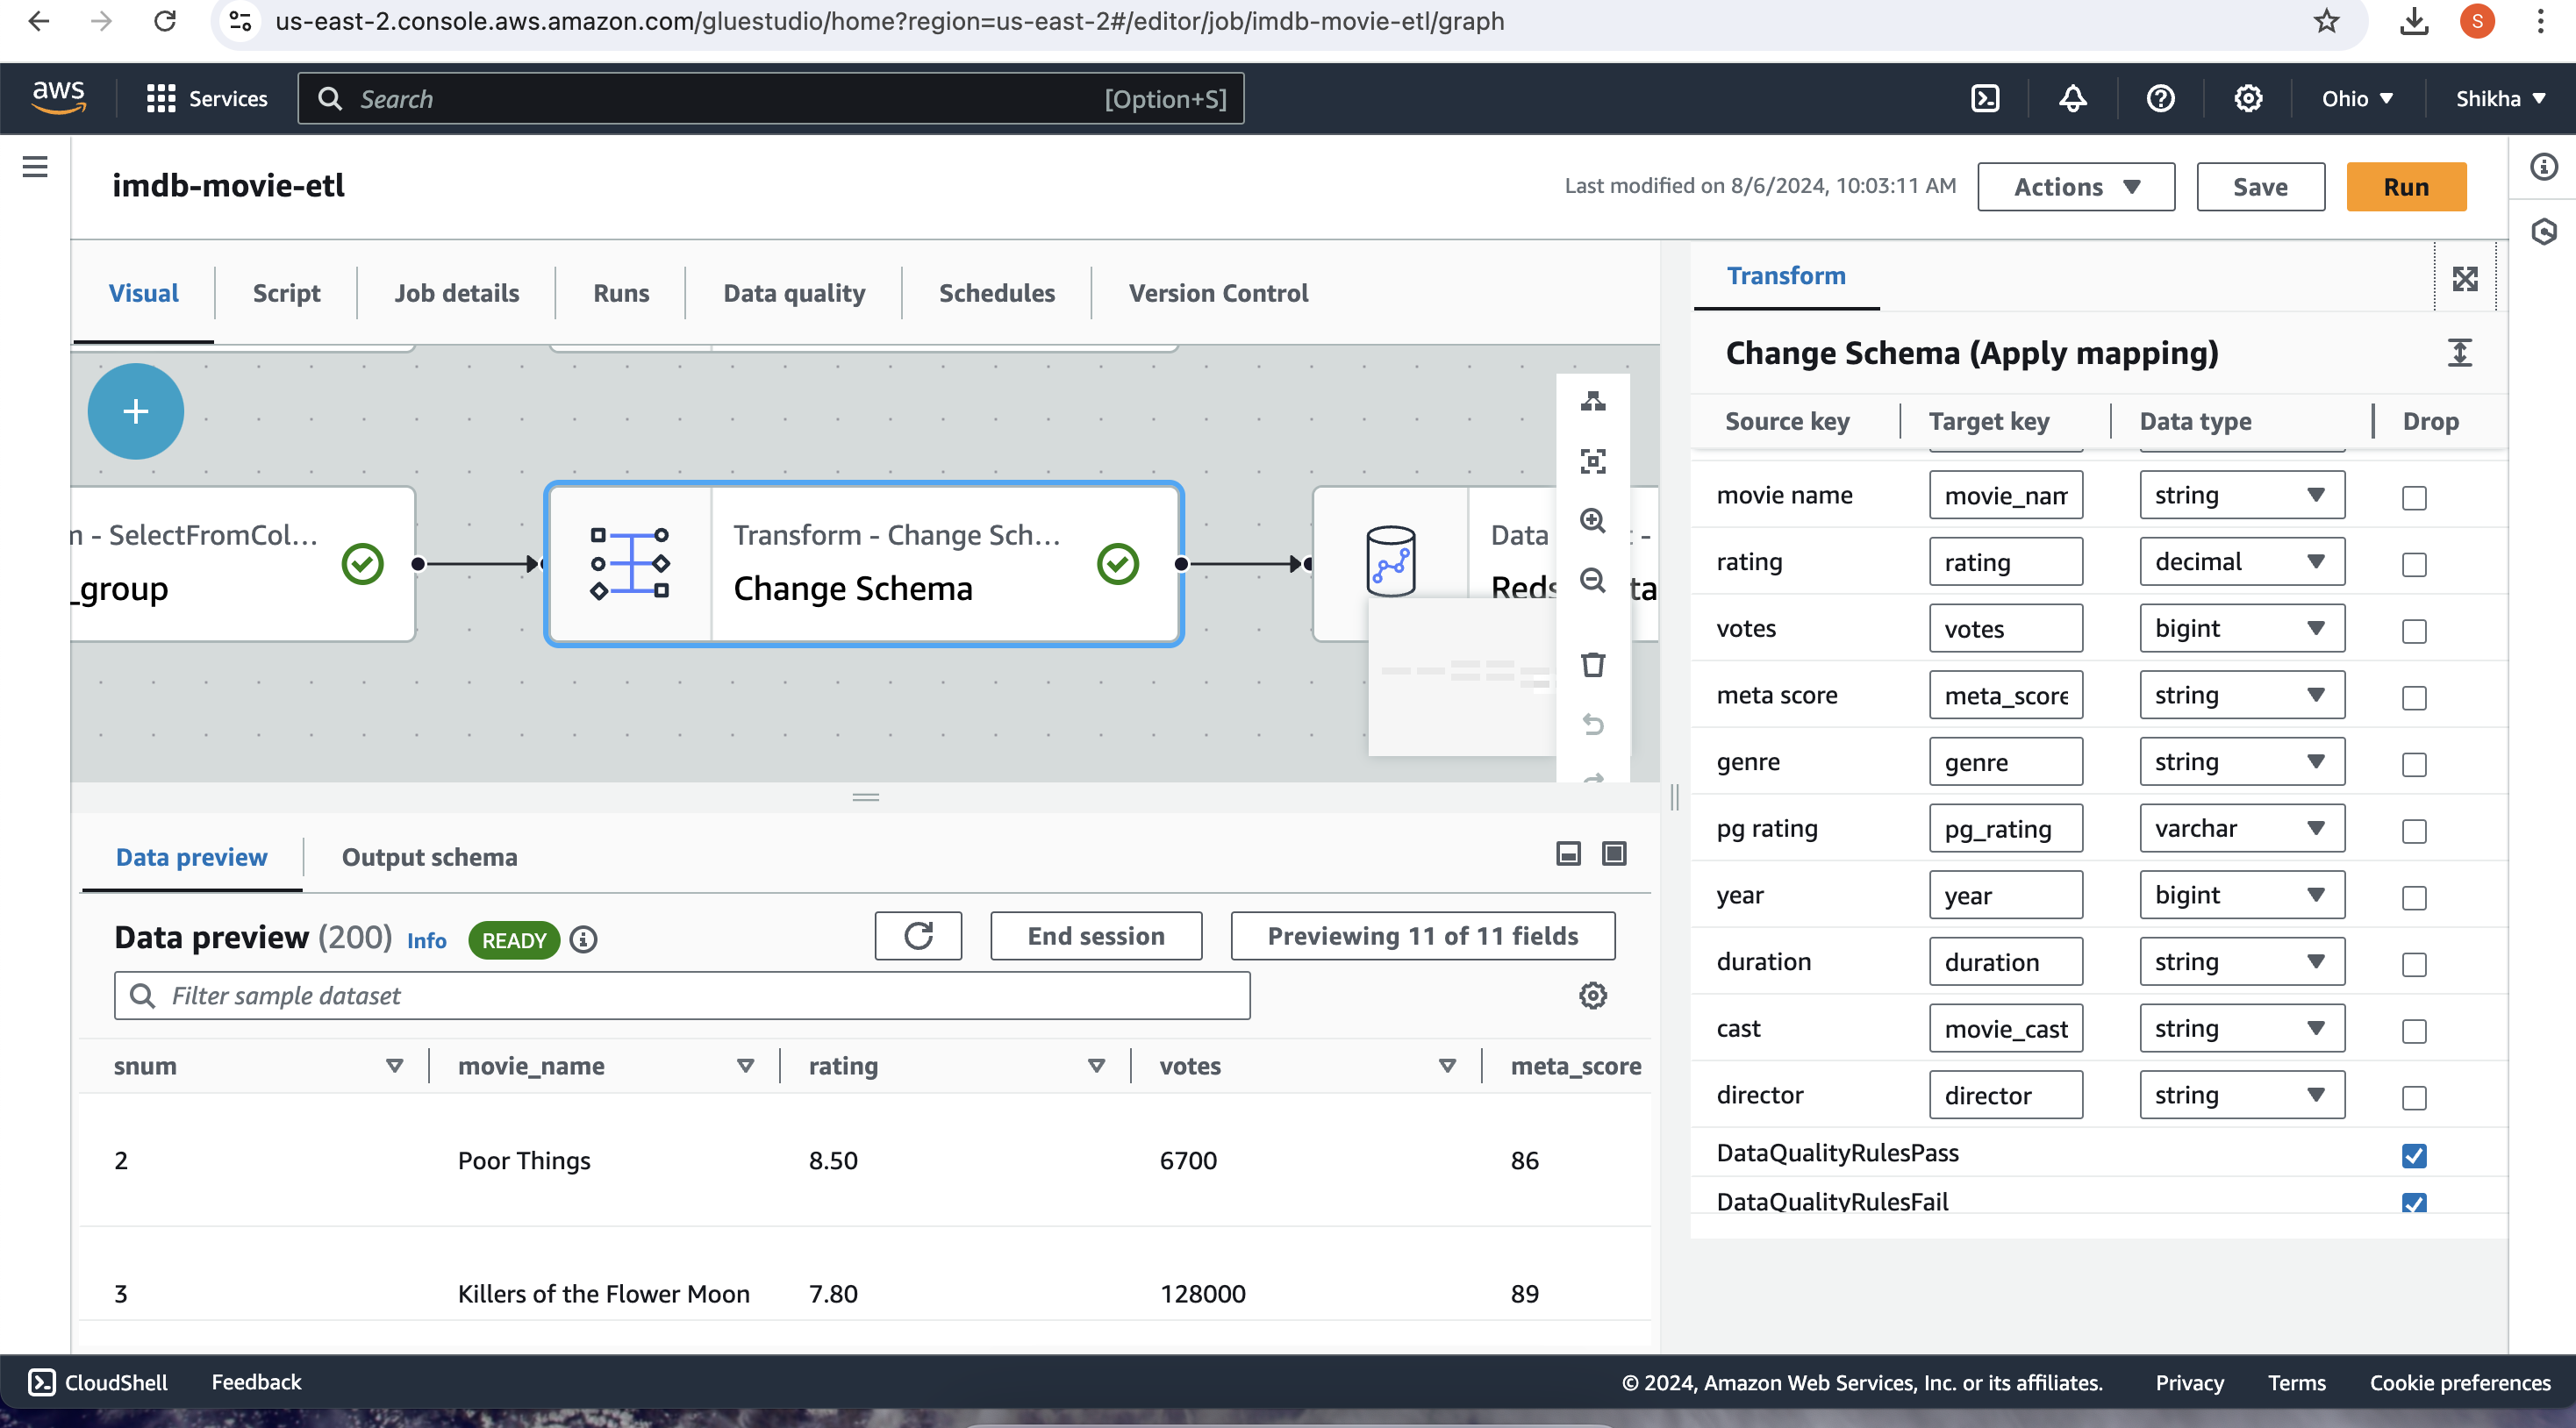 us-east-2.console.aws.amazon.com/gluestudio/home?region=us-east-2#/editor/job/imdb-movie-etl/graph
S
aws
Services
Search
[Option+S]
Ohio
Shikha
imdb-movie-etl
Last modified on 8/6/2024, 10:03:11 AM
Actions
Save
Run
Visual
Script
Job details
Runs
Data quality
Schedules
Version Control
Transform
Change Schema (Apply mapping)
Source key
Target key
Data type
Drop
movie name
movie_nam
string
rating
rating
decimal
votes
votes
bigint
meta score
meta_score
string
genre
genre
string
pg rating
pg_rating
varchar
year
year
bigint
duration
duration
string
cast
movie_cast
string
director
director
string
DataQualityRulesPass
DataQualityRulesFail
- SelectFromCol...
_group
Transform - Change Sch...
Change Schema
Data
Data preview
Output schema
Data preview (200) Info READY
End session
Previewing 11 of 11 fields
Filter sample dataset
snum movie_name rating votes meta_score
2 Poor Things 8.50 6700 86
3 Killers of the Flower Moon 7.80 128000 89
CloudShell
Feedback
© 2024, Amazon Web Services, Inc. or its affiliates.
Privacy
Terms
Cookie preferences